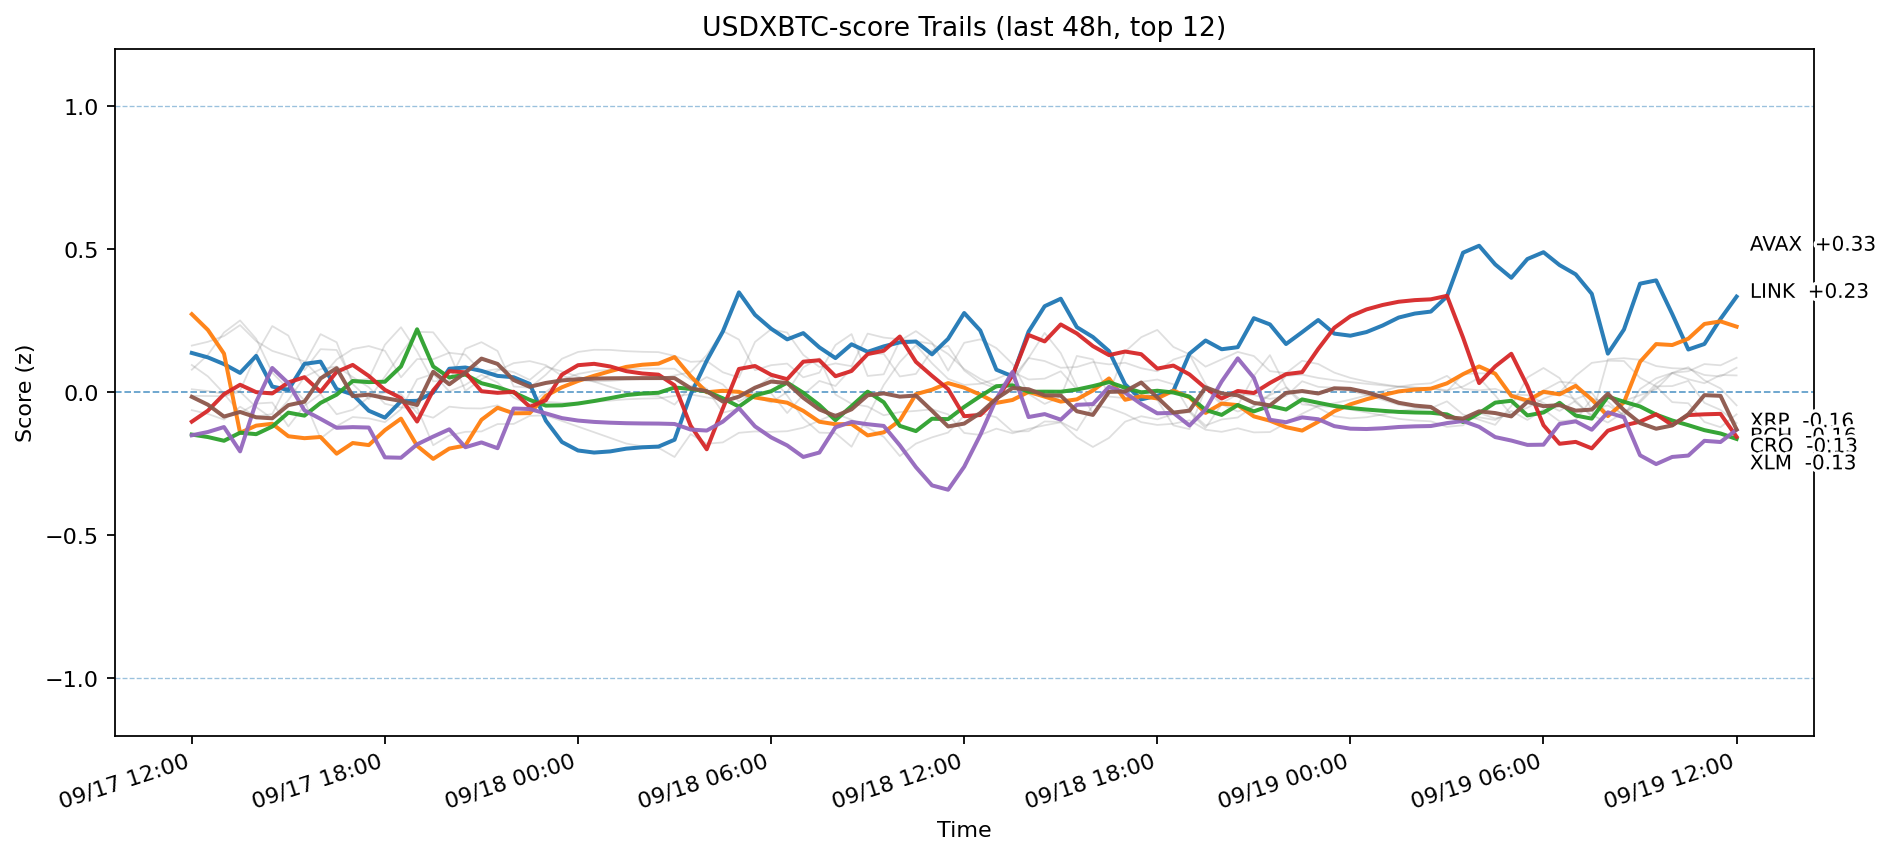 USDXBTC-score Trails (last 48h, top 12)
Score (z)
1.0
0.5
0.0
−0.5
−1.0
AVAX +0.33
LINK +0.23
XRP -0.16
BCH -0.16
CRO -0.13
XLM -0.13
09/17 12:00
09/17 18:00
09/18 00:00
09/18 06:00
09/18 12:00
09/18 18:00
09/19 00:00
09/19 06:00
09/19 12:00
Time